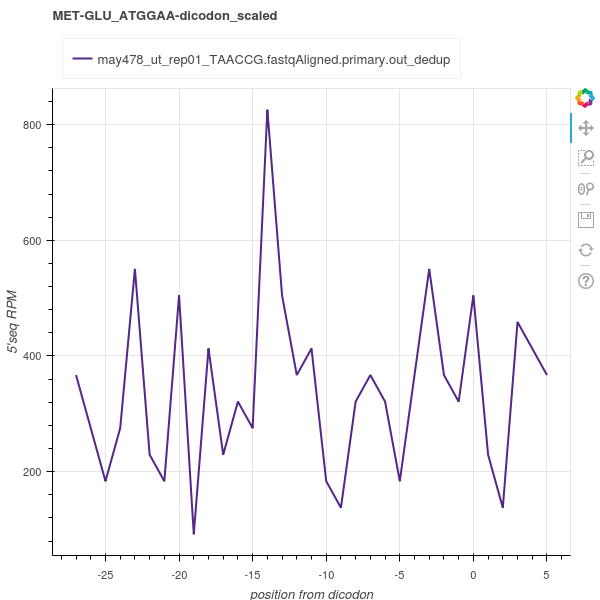 MET-GLU_ATGGAA-dicodon_scaled
may478_ut_rep01_TAACCG.fastqAligned.primary.out_dedup
800
600
400
200
5'seq RPM
-25
-20
-15
-10
-5
0
5
position from dicodon